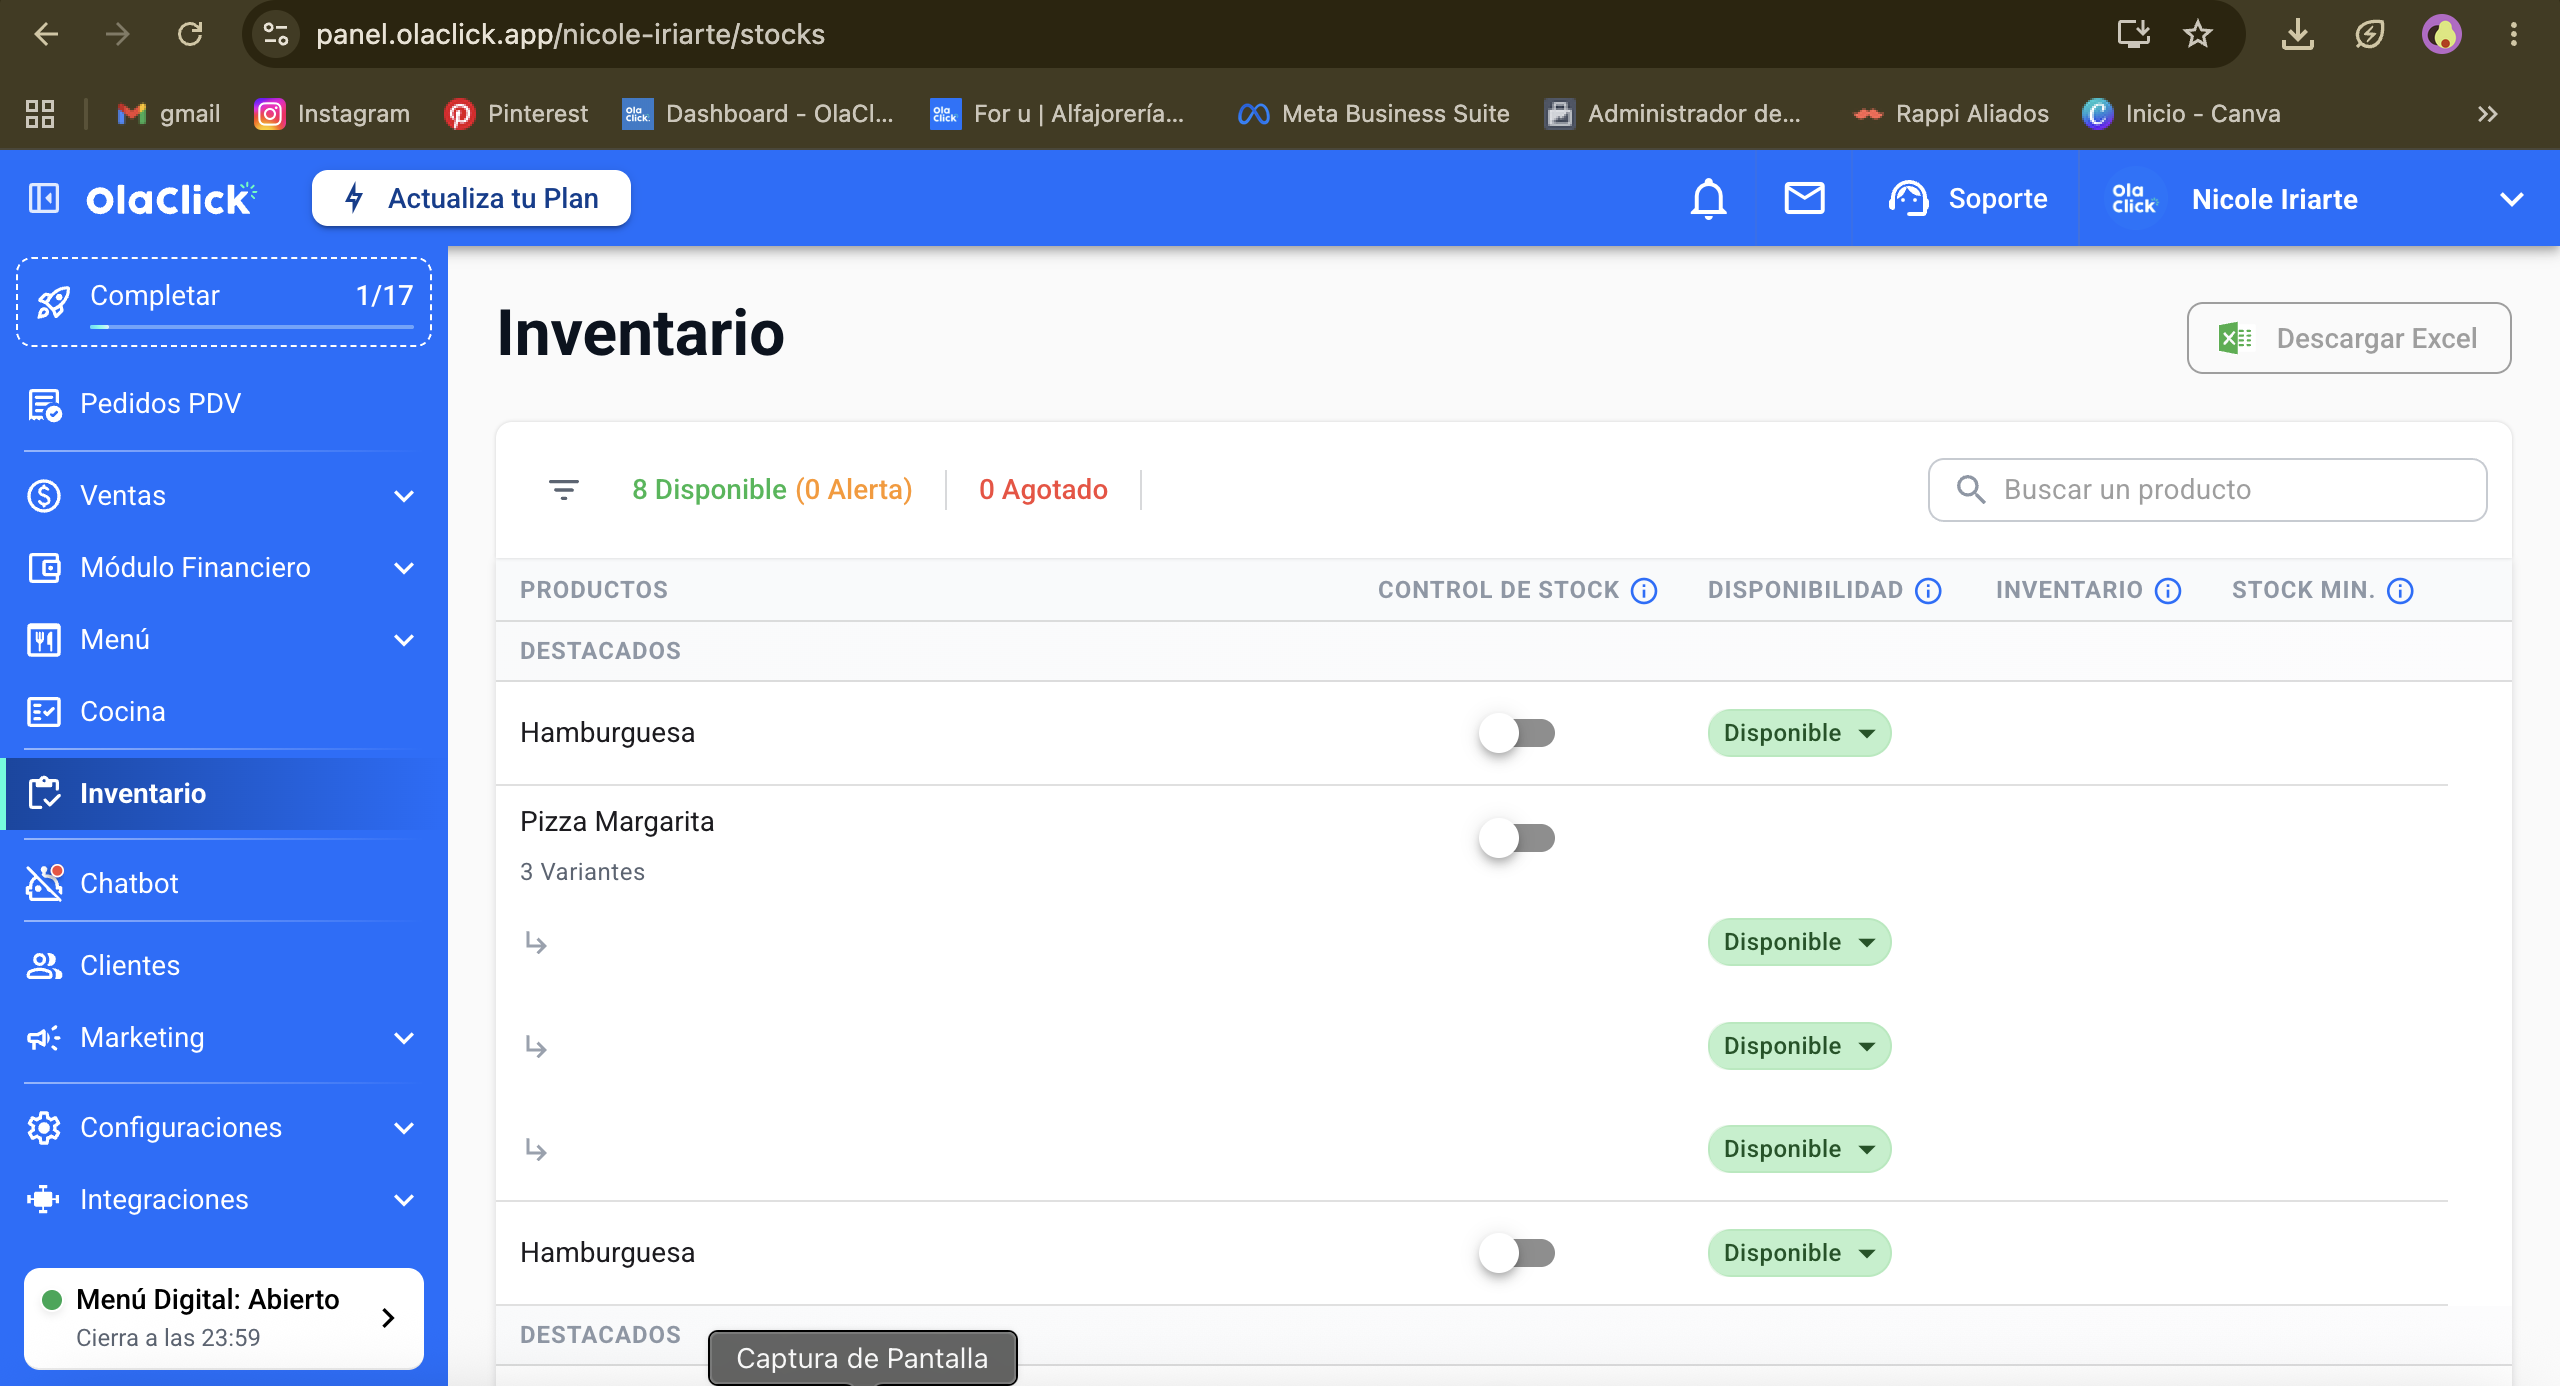 panel.olaclick.app/nicole-iriarte/stocks
gmail
Instagram
Pinterest
Dashboard - OlaCl...
For u | Alfajorería...
Meta Business Suite
Administrador de...
Rappi Aliados
Inicio - Canva
OlaClick
Actualiza tu Plan
Soporte
Ola Click
Nicole Iriarte
Completar 1/17
Pedidos PDV
Ventas
Módulo Financiero
Menú
Cocina
Inventario
Chatbot
Clientes
Marketing
Configuraciones
Integraciones
Menú Digital: Abierto
Cierra a las 23:59
Inventario
Descargar Excel
8 Disponible (0 Alerta)
0 Agotado
Buscar un producto
PRODUCTOS CONTROL DE STOCK DISPONIBILIDAD INVENTARIO STOCK MIN.
DESTACADOS
Hamburguesa Disponible
Pizza Margarita
3 Variantes
Disponible
Disponible
Disponible
Hamburguesa Disponible
DESTACADOS
Captura de Pantalla